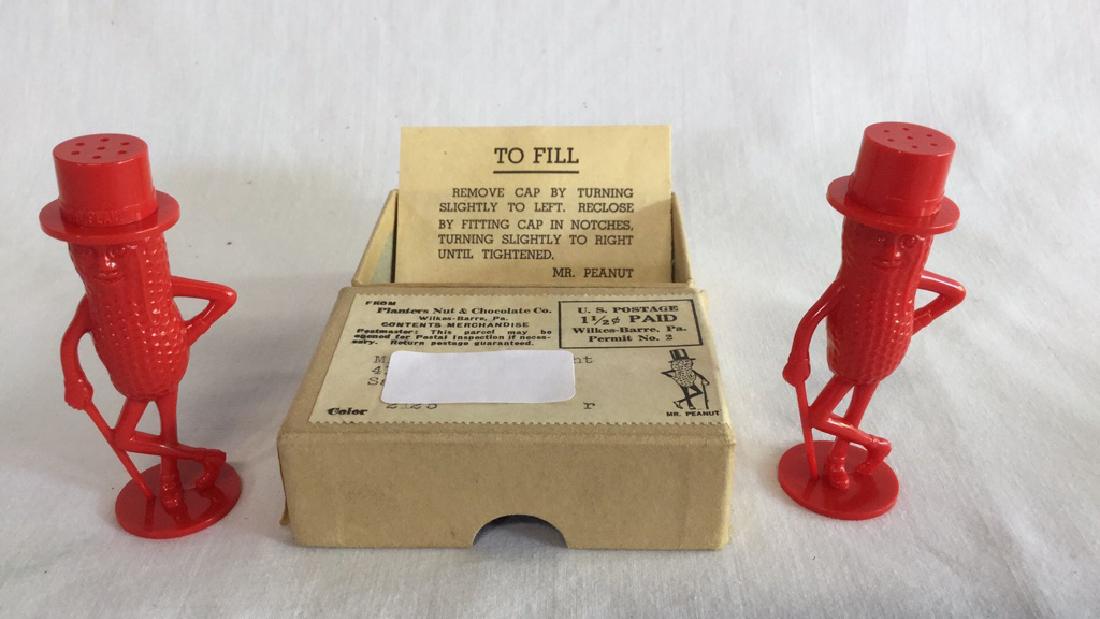 TO FILL
REMOVE CAP BY TURNING
SLIGHTLY TO LEFT. RECLOSE
BY FITTING CAP IN NOTCHES,
TURNING SLIGHTLY TO RIGHT
UNTIL TIGHTENED.
MR. PEANUT
FROM
Planters Nut & Chocolate Co.
Wilkes-Barre, Pa.
CONTENTS-MERCHANDISE
Postmaster: This parcel may be
opened for Postal Inspection if neces-
sary. Return postage guaranteed.
U. S. POSTAGE
1½¢ PAID
Wilkes-Barre, Pa.
Permit No. 2
Color
MR. PEANUT